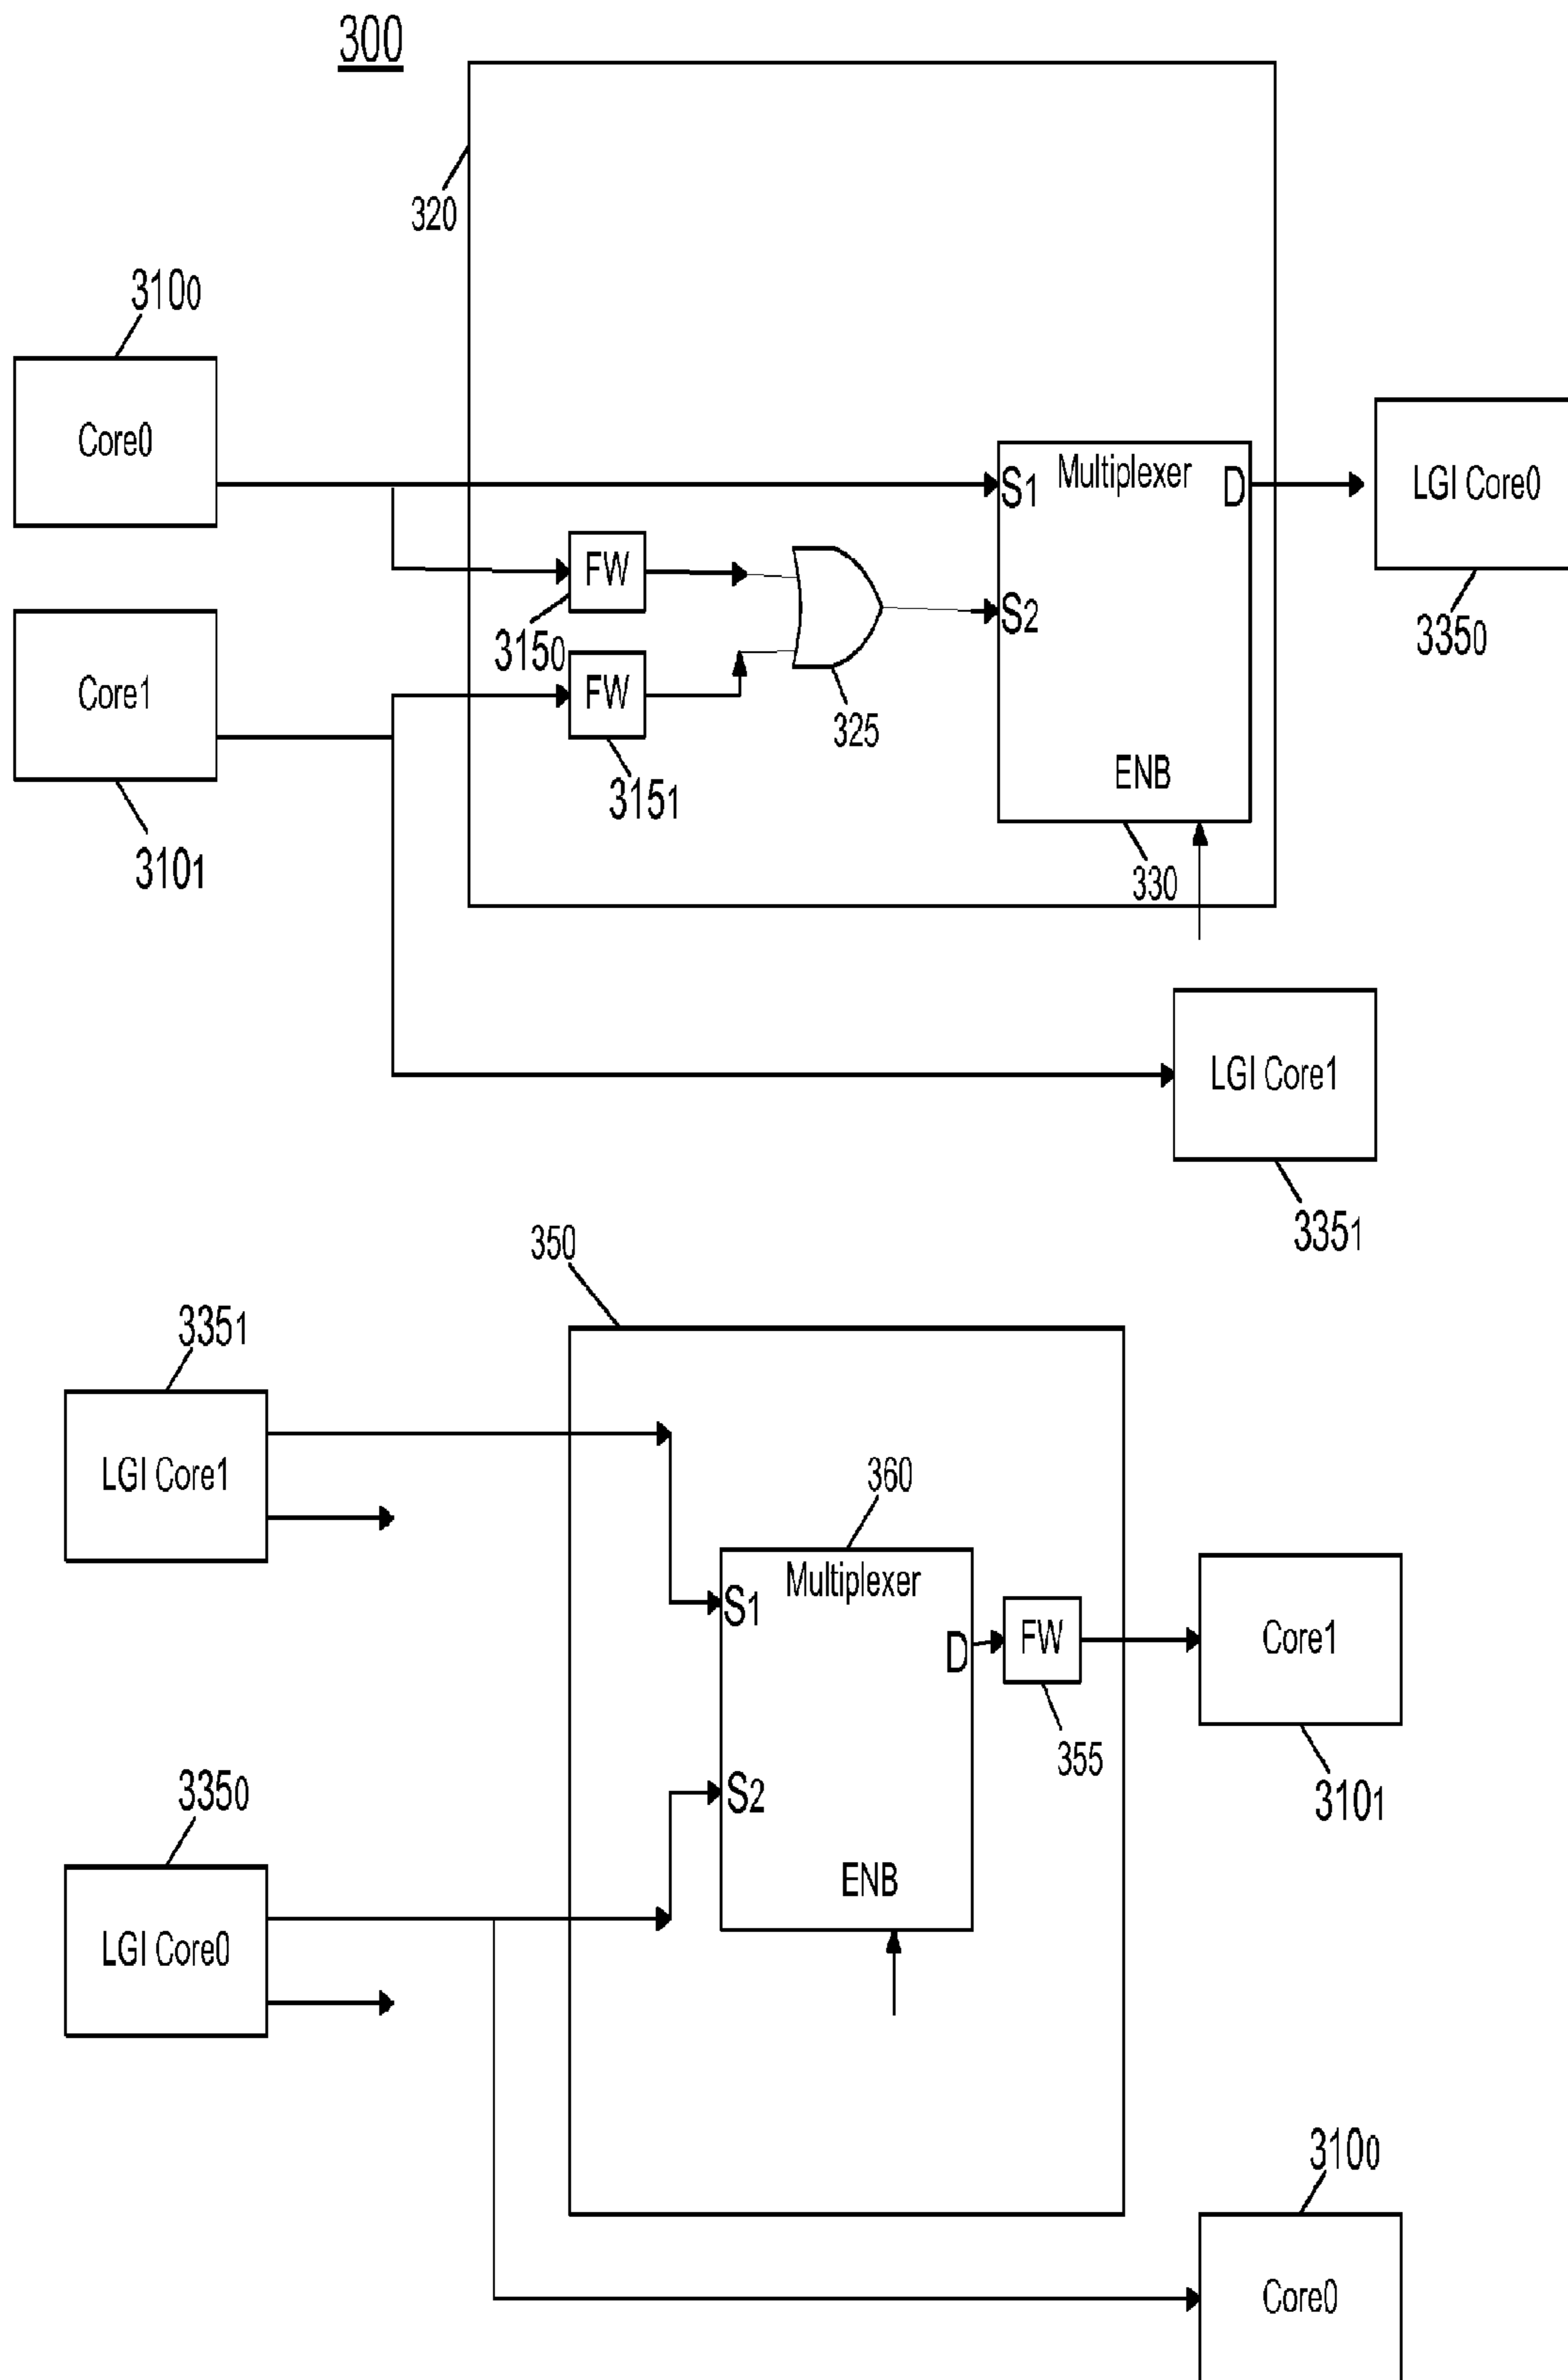 300
320
310₀
Core0
S1 Multiplexer D
LGI Core0
FW
335₀
315₀
S2
Core1
FW
325
315₁
ENB
310₁
330
LGI Core1
335₁
350
335₁
LGI Core1
360
Multiplexer
S1
D
FW
Core1
355
335₀
S2
310₁
ENB
LGI Core0
310₀
Core0